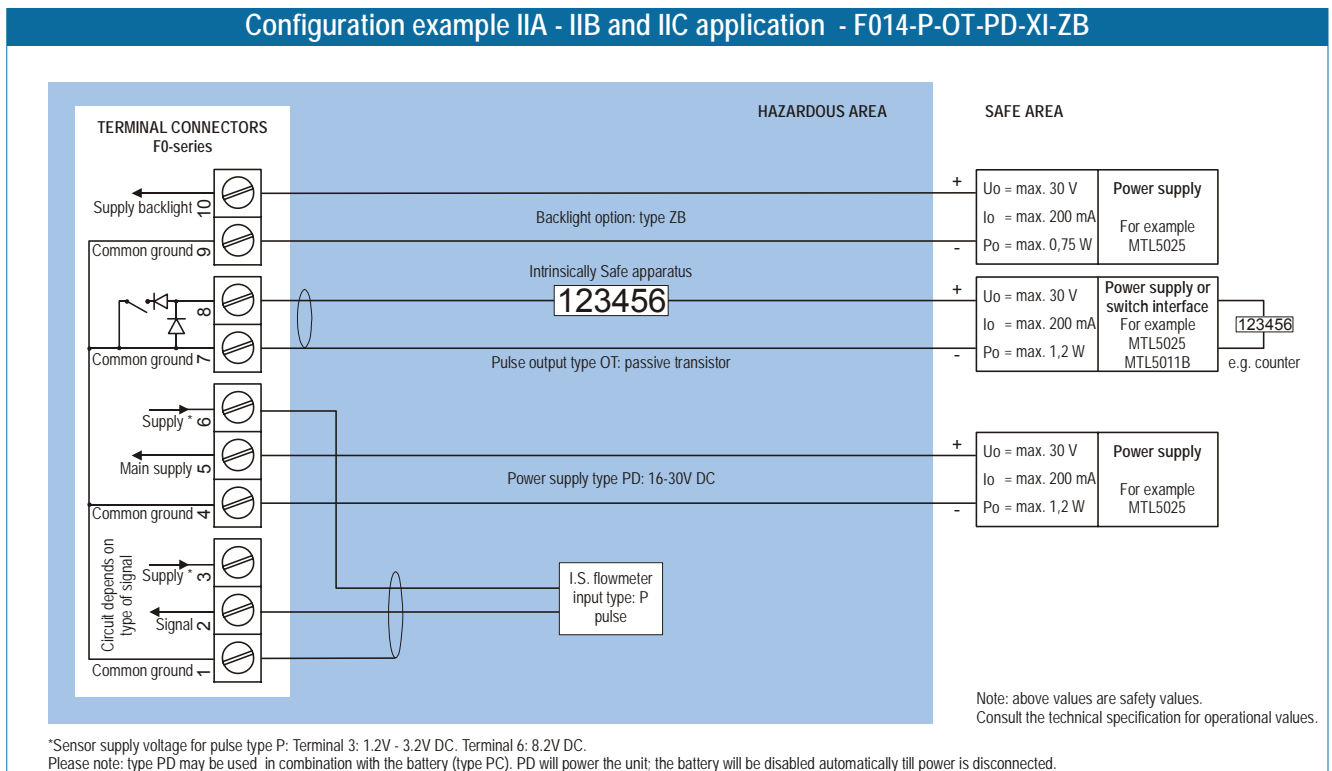 Configuration example IIA - IIB and IIC application - F014-P-OT-PD-XI-ZB
HAZARDOUS AREA
SAFE AREA
TERMINAL CONNECTORS
F0-series
Supply backlight 10
Common ground 9
8
Common ground 7
Supply * 6
Main supply 5
Common ground 4
Supply * 3
Signal 2
Common ground 1
Circuit depends on
type of signal
Backlight option: type ZB
Intrinsically Safe apparatus
123456
Pulse output type OT: passive transistor
Power supply type PD: 16-30V DC
I.S. flowmeter
input type: P
pulse
+
-
Uo = max. 30 V
Io = max. 200 mA
Po = max. 0,75 W
Power supply
For example
MTL5025
+
-
Uo = max. 30 V
Io = max. 200 mA
Po = max. 1,2 W
Power supply or
switch interface
For example
MTL5025
MTL5011B
123456
e.g. counter
+
-
Uo = max. 30 V
Io = max. 200 mA
Po = max. 1,2 W
Power supply
For example
MTL5025
Note: above values are safety values.
Consult the technical specification for operational values.
*Sensor supply voltage for pulse type P: Terminal 3: 1.2V - 3.2V DC. Terminal 6: 8.2V DC.
Please note: type PD may be used in combination with the battery (type PC). PD will power the unit; the battery will be disabled automatically till power is disconnected.